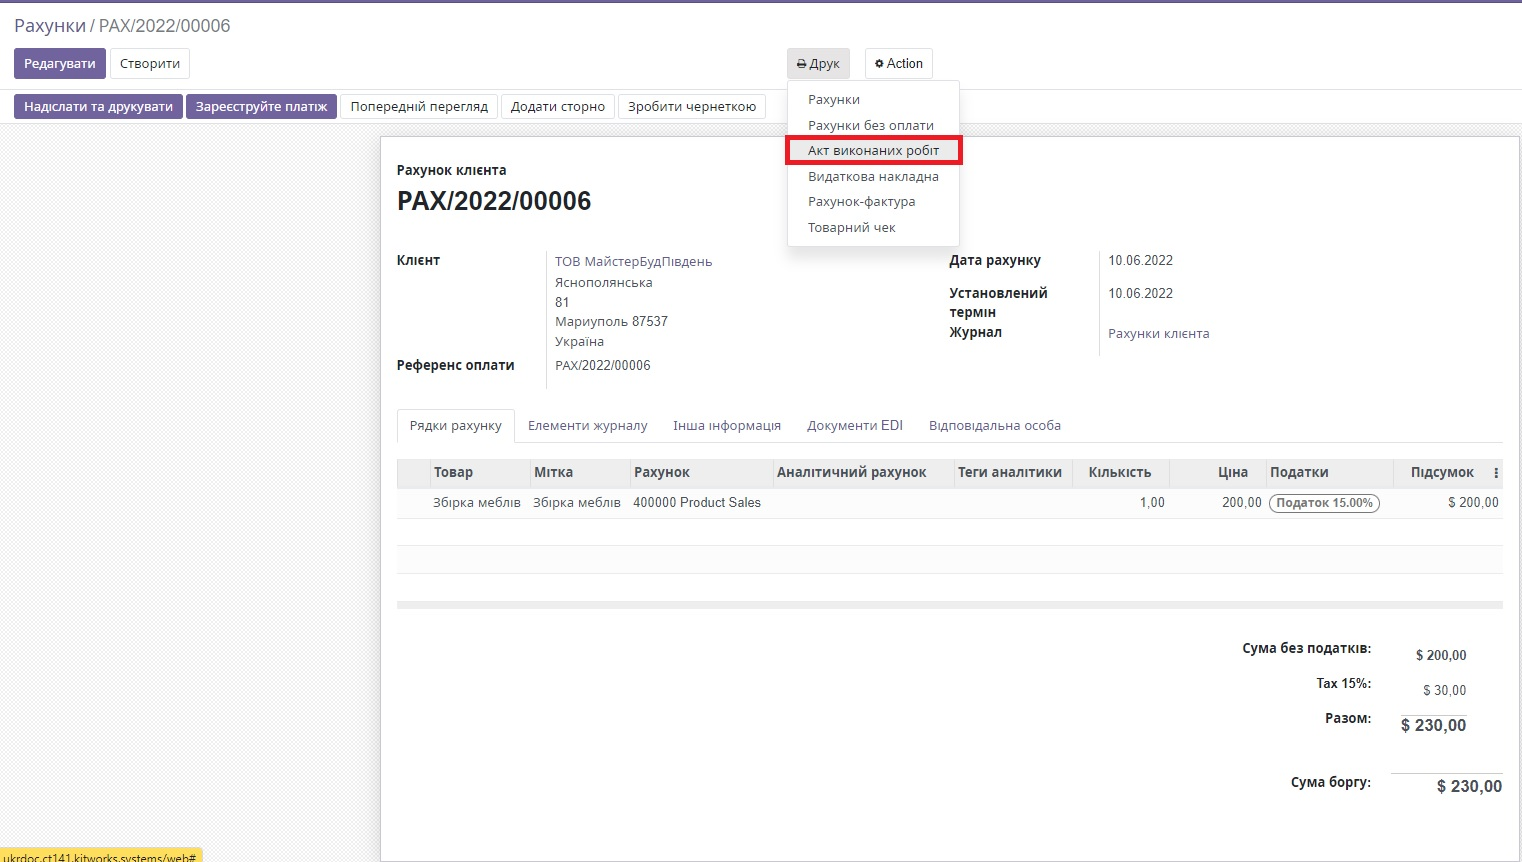 Рахунки / РАХ/2022/00006
Редагувати Створити Друк Action
Надіслати та друкувати Зареєструйте платіж Попередній перегляд Додати сторно Зробити чернеткою
Рахунки
Рахунки без оплати
Акт виконаних робіт
Видаткова накладна
Рахунок-фактура
Товарний чек
Рахунок клієнта
РАХ/2022/00006
Клієнт ТОВ МайстерБудПівдень
Яснополянська
81
Мариуполь 87537
Україна
Референс оплати РАХ/2022/00006
Дата рахунку 10.06.2022
Установлений термін 10.06.2022
Журнал Рахунки клієнта
Рядки рахунку Елементи журналу Інша інформація Документи EDI Відповідальна особа
Товар Мітка Рахунок Аналітичний рахунок Теги аналітики Кількість Ціна Податки Підсумок
Збірка меблів Збірка меблів 400000 Product Sales 1,00 200,00 Податок 15.00% $ 200,00
Сума без податків: $ 200,00
Tax 15%: $ 30,00
Разом: $ 230,00
Сума боргу: $ 230,00
ukrdoc.ct141.kitworks.systems/web#